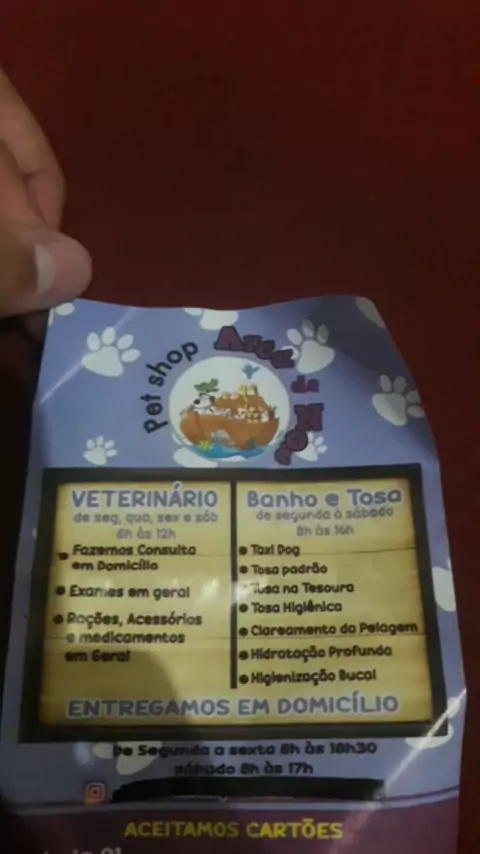 Pet shop Arca de Noé
VETERINÁRIO
de seg, qua, sex e sáb
8h às 12h
Fazemos Consulta
em Domicílio
Exames em geral
Rações, Acessórios
e medicamentos
em Geral
Banho e Tosa
de segunda à sábado
8h às 16h
Taxi Dog
Tosa padrão
Tosa na Tesoura
Tosa Higiênica
Clareamento da Pelagem
Hidratação Profunda
Higienização Bucal
ENTREGAMOS EM DOMICÍLIO
De Segunda a sexta 8h às 18h30
sábado 8h às 17h
ACEITAMOS CARTÕES